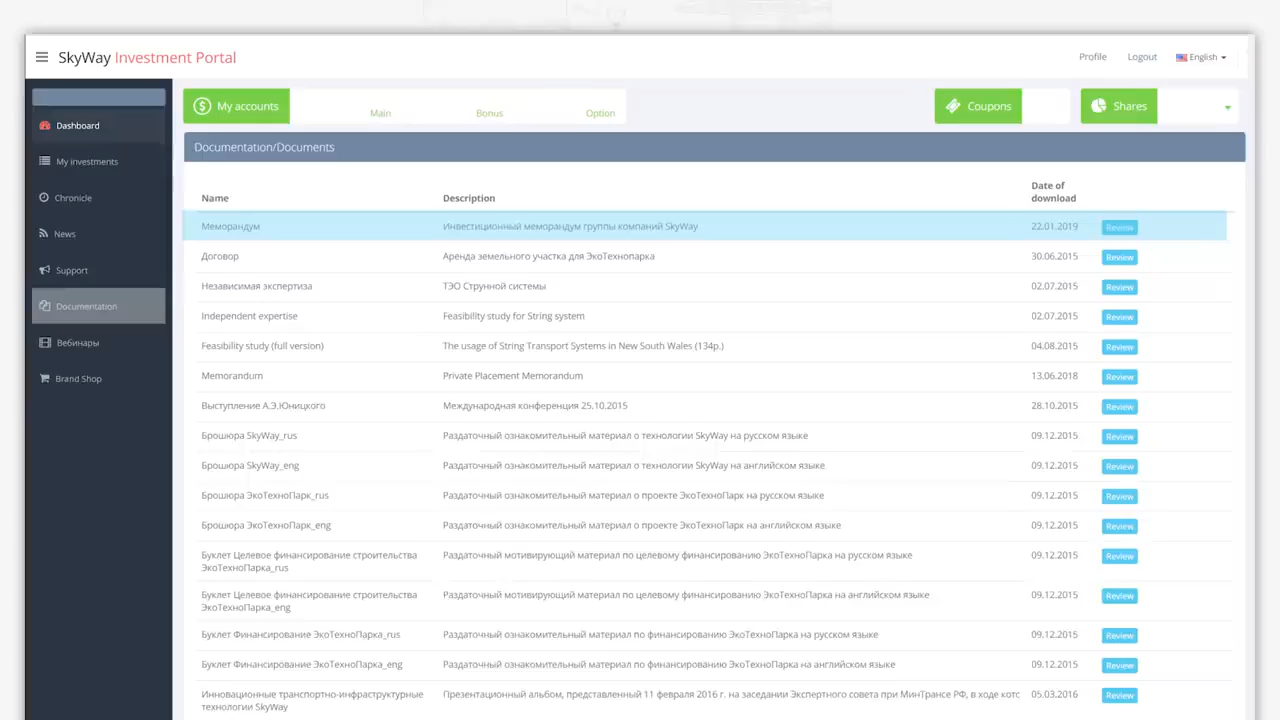 SkyWay Investment Portal
Profile Logout English
My accounts Main Bonus Option Coupons Shares
Dashboard
My investments
Chronicle
News
Support
Documentation
Вебинары
Brand Shop
Documentation/Documents
Name Description Date of download
Меморандум Инвестиционный меморандум группы компаний SkyWay 22.01.2019 Review
Договор Аренда земельного участка для ЭкоТехнопарка 30.06.2015 Review
Независимая экспертиза ТЭО Струнной системы 02.07.2015 Review
Independent expertise Feasibility study for String system 02.07.2015 Review
Feasibility study (full version) The usage of String Transport Systems in New South Wales (134p.) 04.08.2015 Review
Memorandum Private Placement Memorandum 13.06.2018 Review
Выступление А.Э.Юницкого Международная конференция 25.10.2015 28.10.2015 Review
Брошюра SkyWay_rus Раздаточный ознакомительный материал о технологии SkyWay на русском языке 09.12.2015 Review
Брошюра SkyWay_eng Раздаточный ознакомительный материал о технологии SkyWay на английском языке 09.12.2015 Review
Брошюра ЭкоТехноПарк_rus Раздаточный ознакомительный материал о проекте ЭкоТехноПарк на русском языке 09.12.2015 Review
Брошюра ЭкоТехноПарк_eng Раздаточный ознакомительный материал о проекте ЭкоТехноПарк на английском языке 09.12.2015 Review
Буклет Целевое финансирование строительства ЭкоТехноПарка_rus Раздаточный мотивирующий материал по целевому финансированию ЭкоТехноПарка на русском языке 09.12.2015 Review
Буклет Целевое финансирование строительства ЭкоТехноПарка_eng Раздаточный мотивирующий материал по целевому финансированию ЭкоТехноПарка на английском языке 09.12.2015 Review
Буклет Финансирование ЭкоТехноПарка_rus Раздаточный ознакомительный материал по финансированию ЭкоТехноПарка на русском языке 09.12.2015 Review
Буклет Финансирование ЭкоТехноПарка_eng Раздаточный ознакомительный материал по финансированию ЭкоТехноПарка на английском языке 09.12.2015 Review
Инновационные транспортно-инфраструктурные технологии SkyWay Презентационный альбом, представленный 11 февраля 2016 г. на заседании Экспертного совета при МинТрансе РФ, в ходе котс 05.03.2016 Review